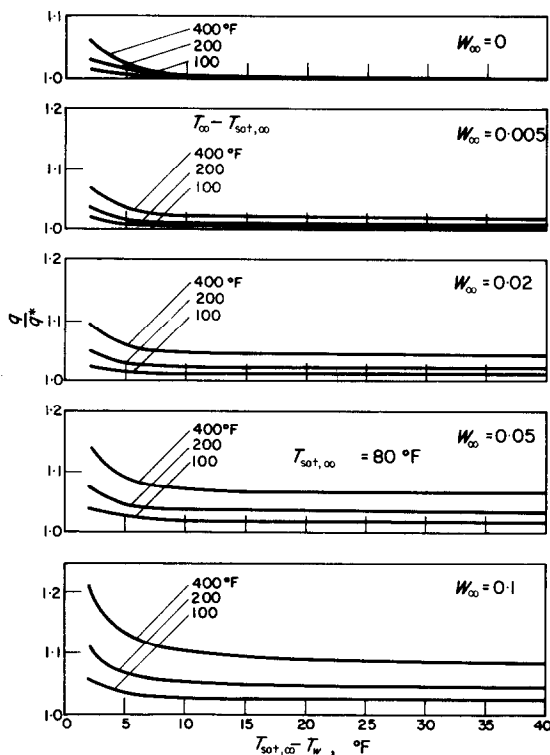 1·1
400 °F
200
100
W∞ = 0
1·0
1·2
T∞ − Tsat,∞
W∞ = 0·005
400 °F
1·1
200
100
1·0
1·2
400 °F
W∞ = 0·02
200
100
q/q*
1·1
1·0
1·2
400 °F
W∞ = 0·05
200
Tsat,∞ = 80 °F
100
1·1
1·0
400 °F
W∞ = 0·1
1·2
200
100
1·1
1·0
0 5 10 15 20 25 30 35 40
Tsat,∞ − Tw , °F